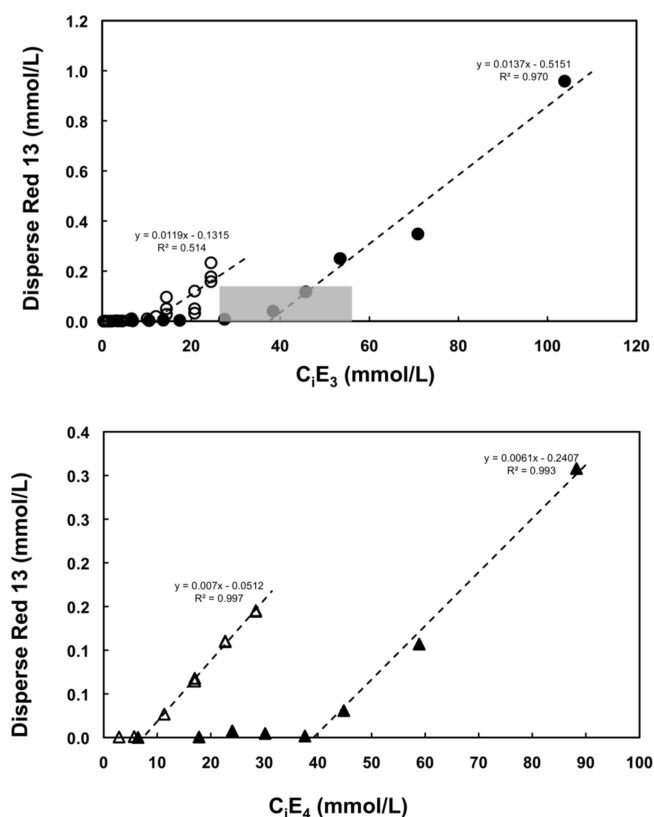 1.2
1.0
0.8
0.6
0.4
0.2
0.0
Disperse Red 13 (mmol/L)
y = 0.0137x - 0.5151
R² = 0.970
y = 0.0119x - 0.1315
R² = 0.514
0 20 40 60 80 100 120
CᵢE₃ (mmol/L)
0.4
0.3
0.3
0.2
0.2
0.1
0.1
0.0
Disperse Red 13 (mmol/L)
y = 0.0061x - 0.2407
R² = 0.993
y = 0.007x - 0.0512
R² = 0.997
0 10 20 30 40 50 60 70 80 90 100
CᵢE₄ (mmol/L)